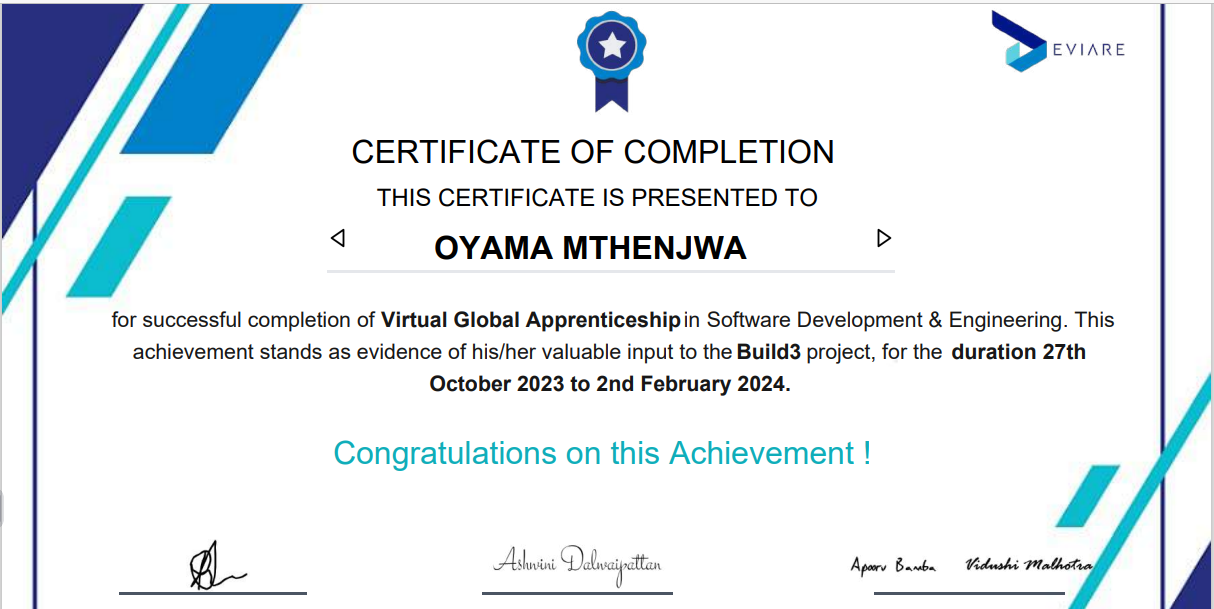 EVIARE
CERTIFICATE OF COMPLETION
THIS CERTIFICATE IS PRESENTED TO
OYAMA MTHENJWA
for successful completion of Virtual Global Apprenticeship in Software Development & Engineering. This
achievement stands as evidence of his/her valuable input to the Build3 project, for the duration 27th
October 2023 to 2nd February 2024.
Congratulations on this Achievement !
Ashwini Dalwaipattan
Apoorv Bamba Vidushi Malhotra